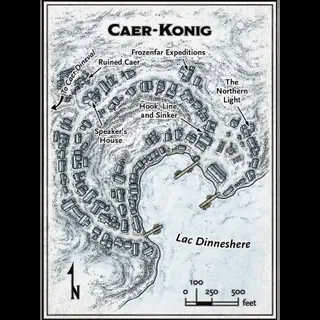 CAER-KONIG
Frozenfar Expeditions
Ruined Caer
To Caer-Dineval
The
Northern
Light
Hook, Line,
and Sinker
Speaker's
House
Lac Dinneshere
N
100
0 250 500
feet